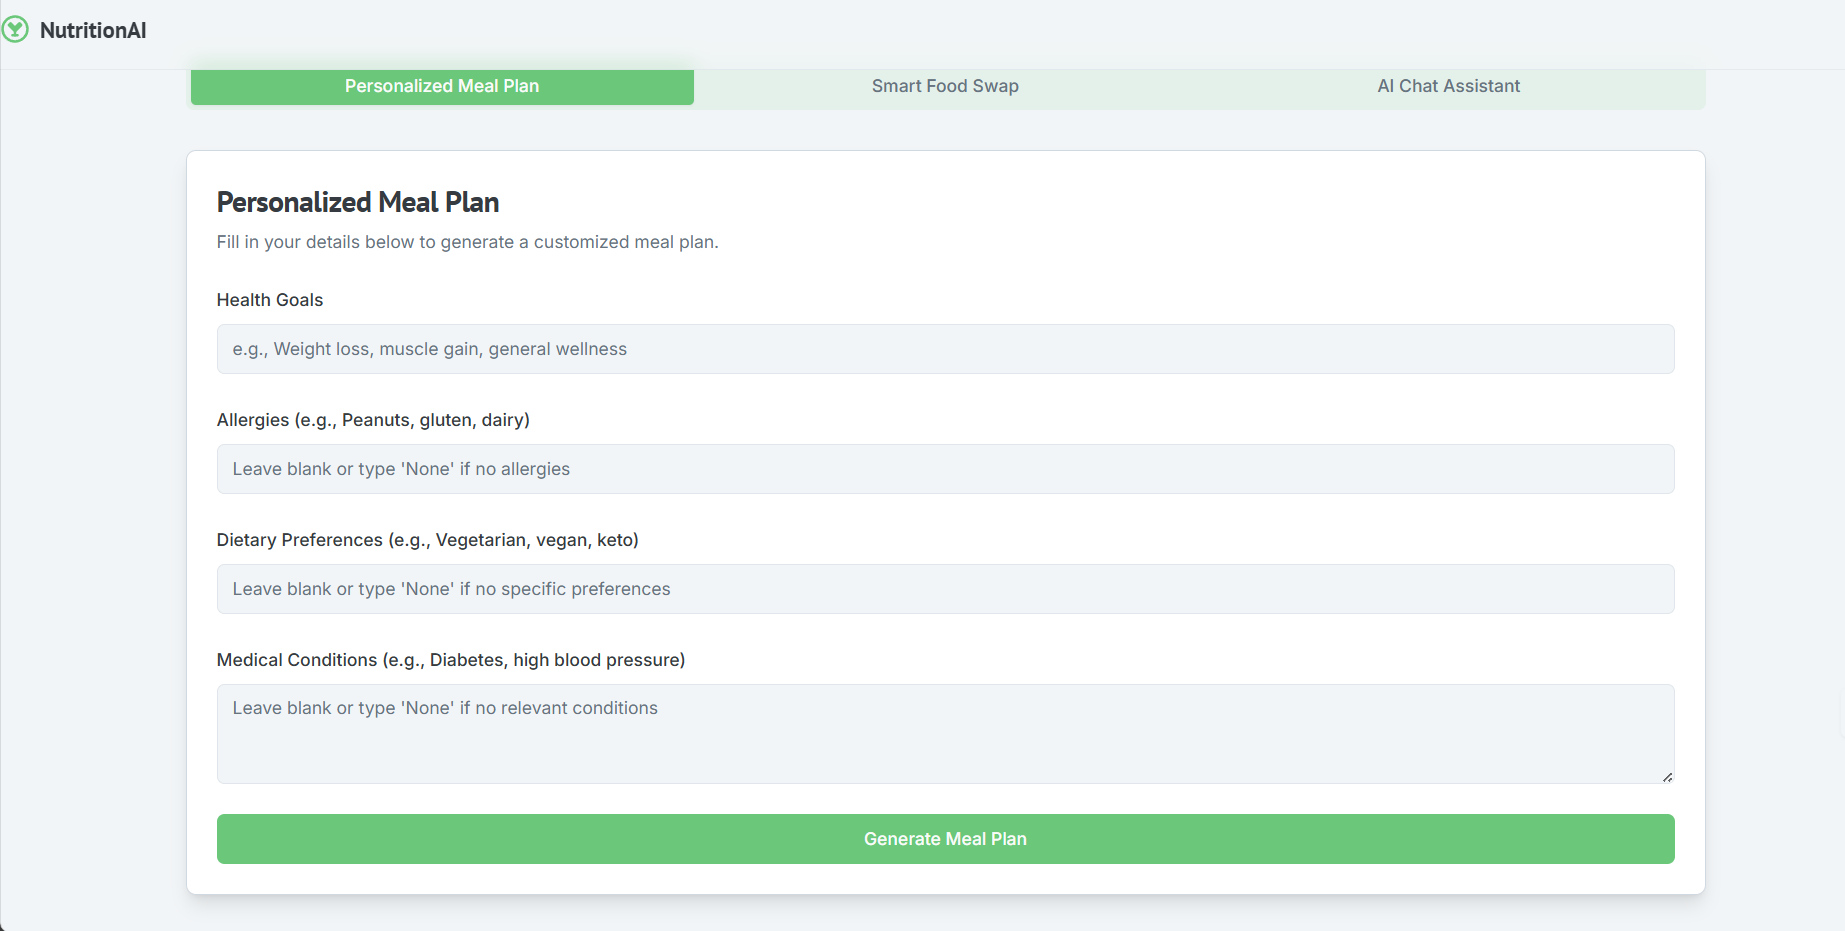 NutritionAI
Personalized Meal Plan
Smart Food Swap
AI Chat Assistant
Personalized Meal Plan
Fill in your details below to generate a customized meal plan.
Health Goals
e.g., Weight loss, muscle gain, general wellness
Allergies (e.g., Peanuts, gluten, dairy)
Leave blank or type 'None' if no allergies
Dietary Preferences (e.g., Vegetarian, vegan, keto)
Leave blank or type 'None' if no specific preferences
Medical Conditions (e.g., Diabetes, high blood pressure)
Leave blank or type 'None' if no relevant conditions
Generate Meal Plan